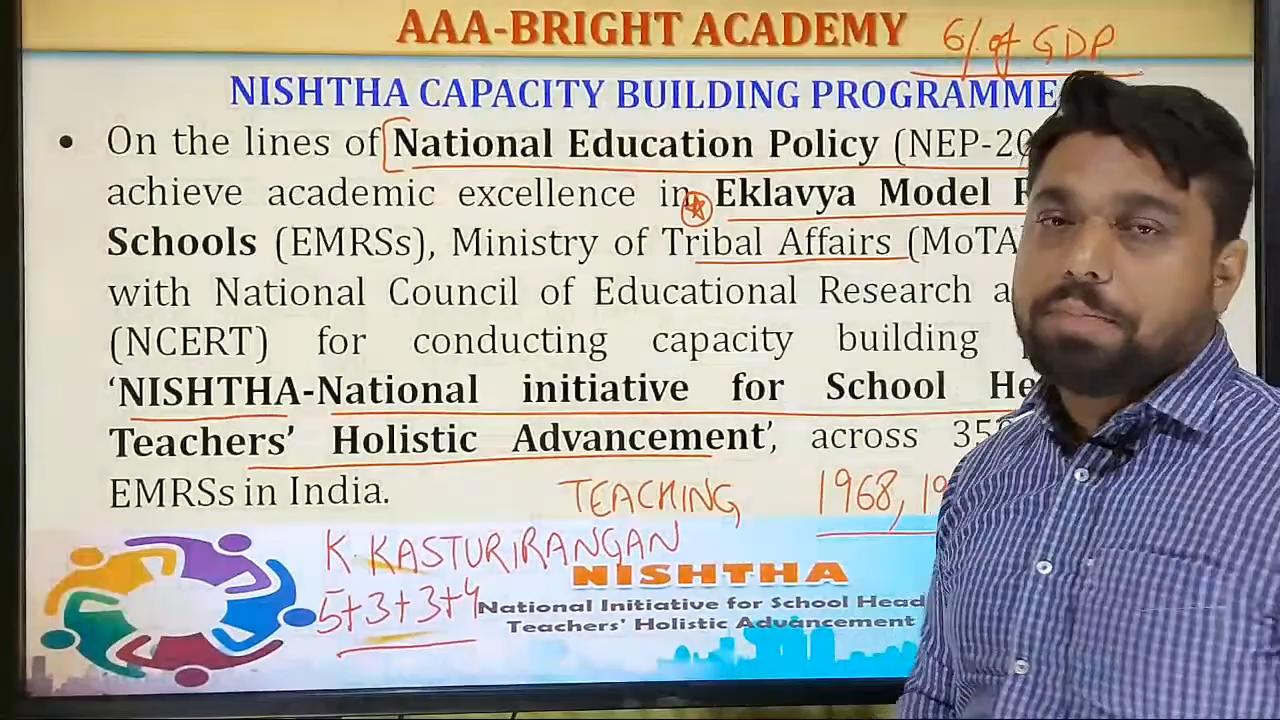 AAA-BRIGHT ACADEMY
6% of GDP
NISHTHA CAPACITY BUILDING PROGRAMME
• On the lines of National Education Policy (NEP-20
achieve academic excellence in Eklavya Model R
Schools (EMRSs), Ministry of Tribal Affairs (MoTA
with National Council of Educational Research a
(NCERT) for conducting capacity building
‘NISHTHA-National initiative for School He
Teachers’ Holistic Advancement’, across 35
EMRSs in India.
TEACHING 1968, 19
K KASTURIRANGAN
5+3+3+4
NISHTHA
National Initiative for School Head
Teachers' Holistic Advancement